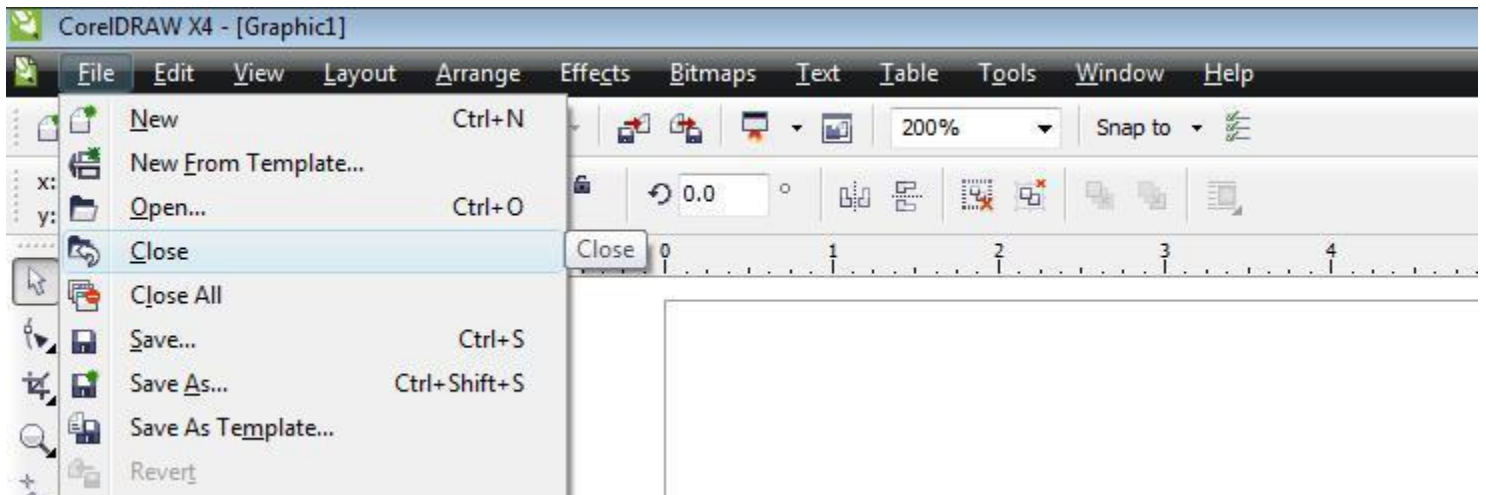 CorelDRAW X4 - [Graphic1]
File Edit View Layout Arrange Effects Bitmaps Text Table Tools Window Help
New Ctrl+N
200% Snap to
New From Template...
x: 0.0 °
y:
Open... Ctrl+O
Close
Close
0 1 2 3 4
Close All
Save... Ctrl+S
Save As... Ctrl+Shift+S
Save As Template...
Revert